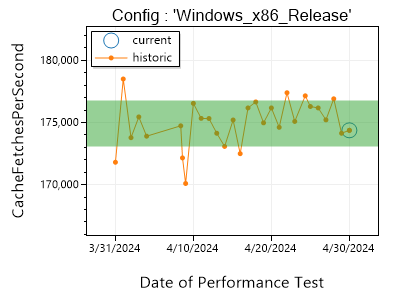 Config : 'Windows_x86_Release'
current
historic
CacheFetchesPerSecond
180,000
175,000
170,000
3/31/2024
4/10/2024
4/20/2024
4/30/2024
Date of Performance Test